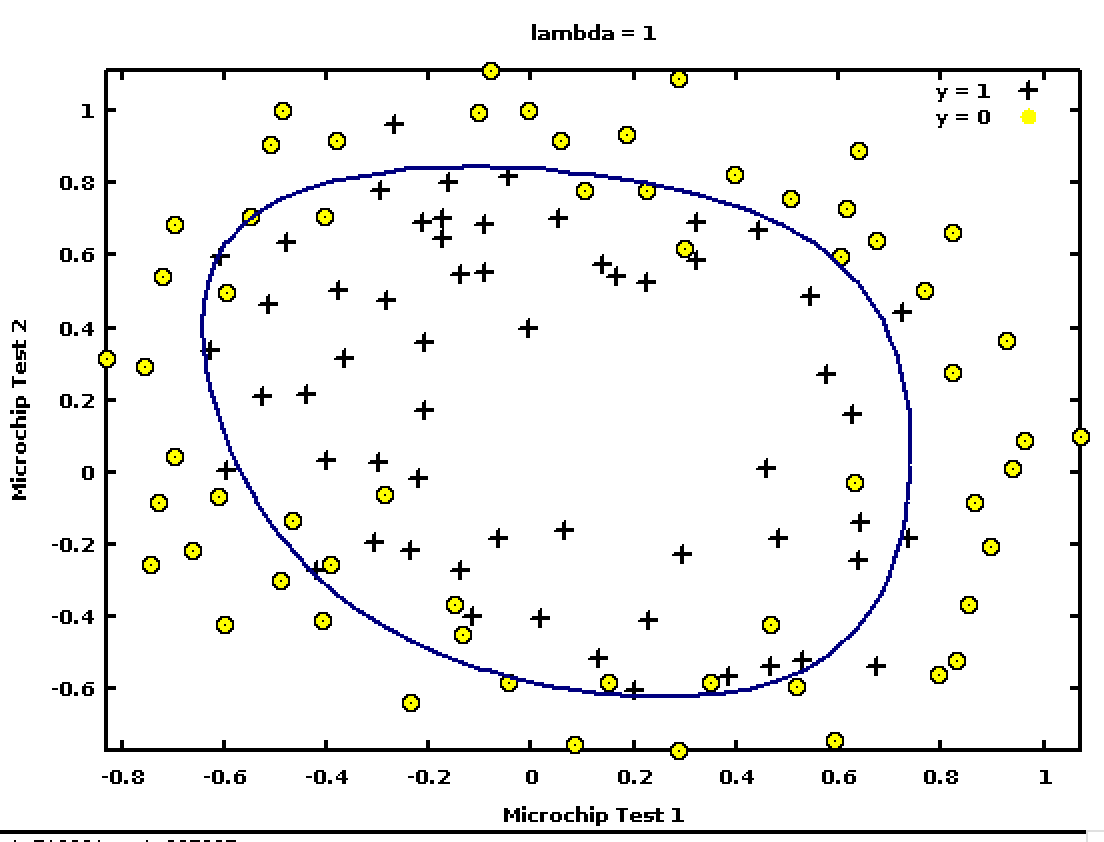 lambda = 1
y = 1
y = 0
1
0.8
0.6
0.4
0.2
0
-0.2
-0.4
-0.6
Microchip Test 2
-0.8 -0.6 -0.4 -0.2 0 0.2 0.4 0.6 0.8 1
Microchip Test 1